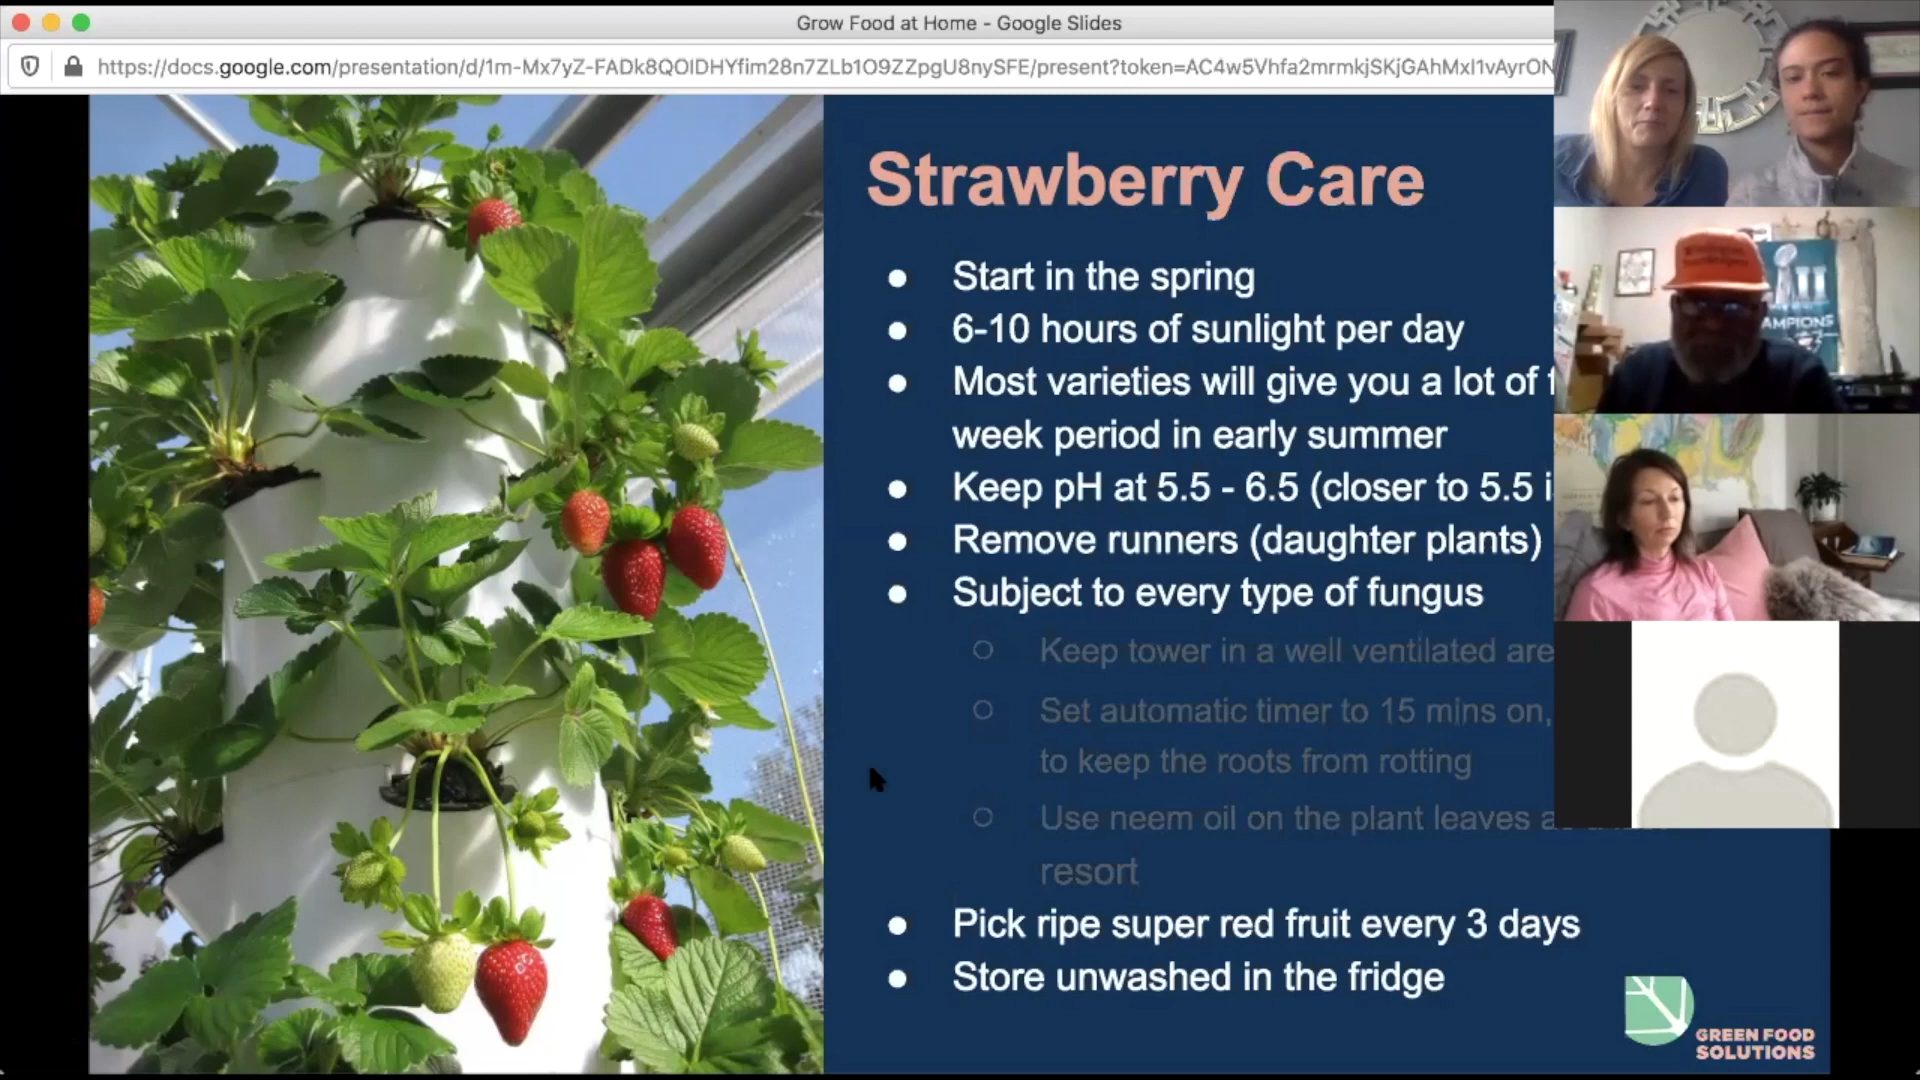 Grow Food at Home - Google Slides
https://docs.google.com/presentation/d/1m-Mx7yZ-FADk8QOIDHYfim28n7ZLb1O9ZZpgU8nySFE/present?token=AC4w5Vhfa2mrmkjSKjGAhMxI1vAyrON
Strawberry Care
● Start in the spring
● 6-10 hours of sunlight per day
● Most varieties will give you a lot of
week period in early summer
● Keep pH at 5.5 - 6.5 (closer to 5.5
● Remove runners (daughter plants)
● Subject to every type of fungus
○ Keep tower in a well ventilated
○ Set automatic timer to 15 mins on,
to keep the roots from rotting
○ Use neem oil on the plant leaves
resort
● Pick ripe super red fruit every 3 days
● Store unwashed in the fridge
GREEN FOOD
SOLUTIONS